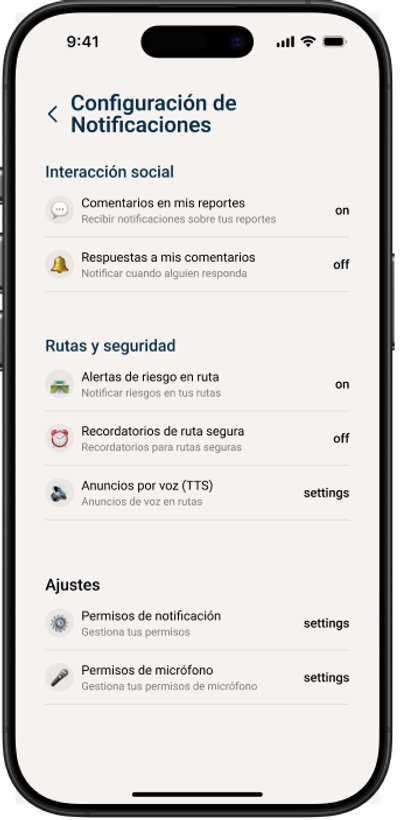 9:41
Configuración de
Notificaciones
Interacción social
Comentarios en mis reportes
Recibir notificaciones sobre tus reportes
on
Respuestas a mis comentarios
Notificar cuando alguien responda
off
Rutas y seguridad
Alertas de riesgo en ruta
Notificar riesgos en tus rutas
on
Recordatorios de ruta segura
Recordatorios para rutas seguras
off
Anuncios por voz (TTS)
Anuncios de voz en rutas
settings
Ajustes
Permisos de notificación
Gestiona tus permisos
settings
Permisos de micrófono
Gestiona tus permisos de micrófono
settings